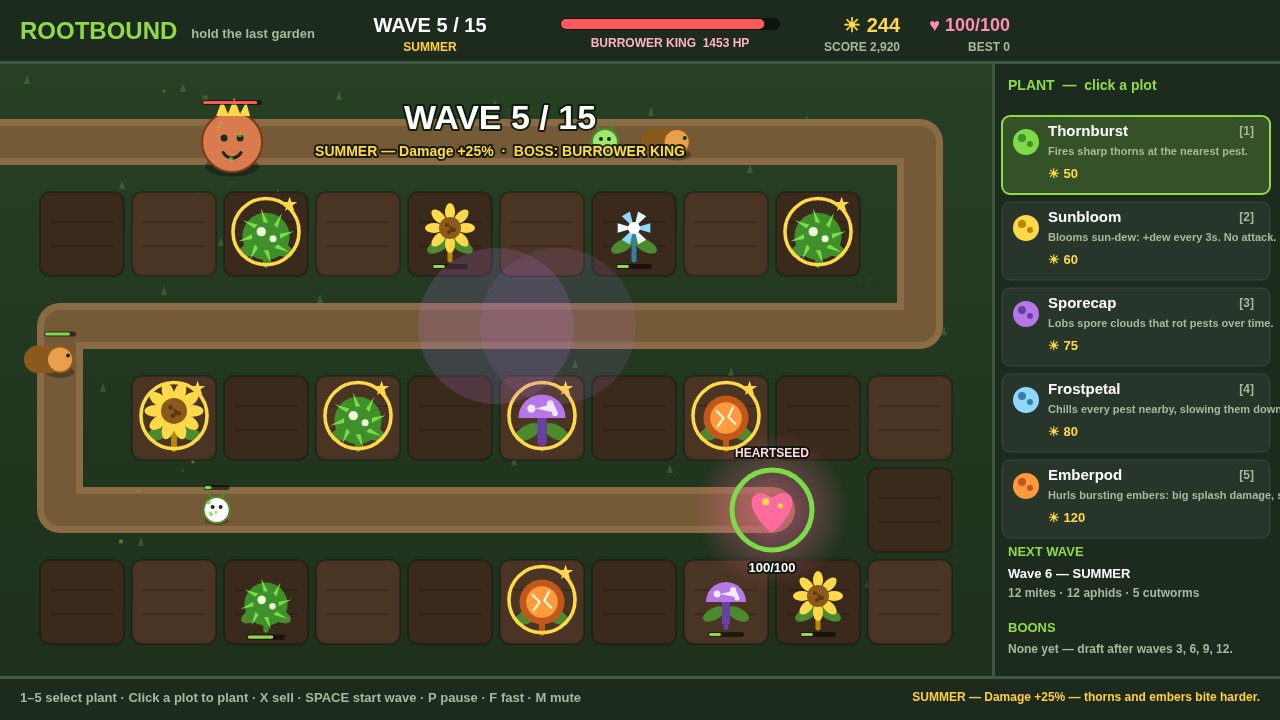 ROOTBOUND hold the last garden
WAVE 5 / 15
SUMMER
BURROWER KING 1453 HP
☀ 244
SCORE 2,920
♥ 100/100
BEST 0
WAVE 5 / 15
SUMMER — Damage +25% · BOSS: BURROWER KING
HEARTSEED
100/100
PLANT — click a plot
Thornburst [1]
Fires sharp thorns at the nearest pest.
☀ 50
Sunbloom [2]
Blooms sun-dew: +dew every 3s. No attack.
☀ 60
Sporecap [3]
Lobs spore clouds that rot pests over time.
☀ 75
Frostpetal [4]
Chills every pest nearby, slowing them down
☀ 80
Emberpod [5]
Hurls bursting embers: big splash damage,
☀ 120
NEXT WAVE
Wave 6 — SUMMER
12 mites · 12 aphids · 5 cutworms
BOONS
None yet — draft after waves 3, 6, 9, 12.
1–5 select plant · Click a plot to plant · X sell · SPACE start wave · P pause · F fast · M mute
SUMMER — Damage +25% — thorns and embers bite harder.